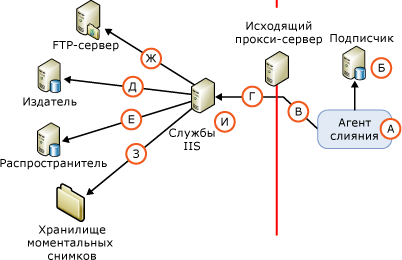 FTP-сервер
Ж
Исходящий
прокси-сервер
Подписчик
Б
Издатель
Д
Г
В
Службы
IIS
И
Агент
слияния
А
Распространитель
Е
З
Хранилище
моментальных
снимков